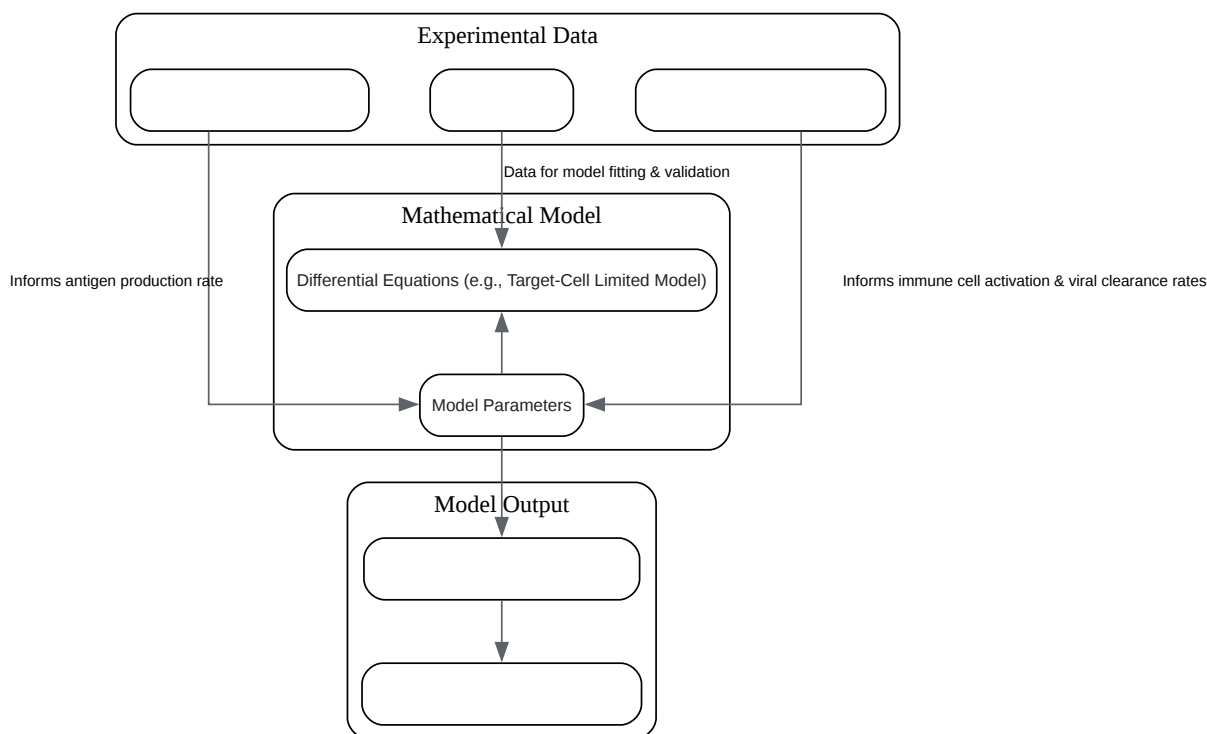 Experimental Data
Data for model fitting & validation
Mathematical Model
Informs antigen production rate
Differential Equations (e.g., Target-Cell Limited Model)
Informs immune cell activation & viral clearance rates
Model Parameters
Model Output